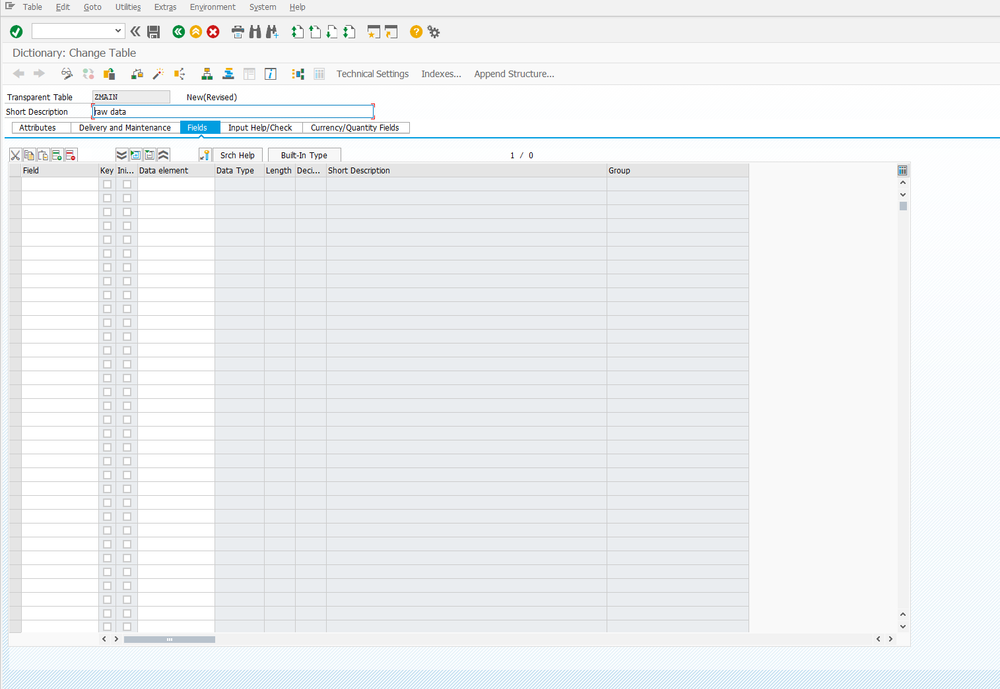 Table Edit Goto Utilities Extras Environment System Help
Dictionary: Change Table
Technical Settings Indexes... Append Structure...
Transparent Table ZMAIN New(Revised)
Short Description raw data
Attributes Delivery and Maintenance Fields Input Help/Check Currency/Quantity Fields
Srch Help Built-In Type 1 / 0
Field Key Ini... Data element Data Type Length Deci... Short Description Group